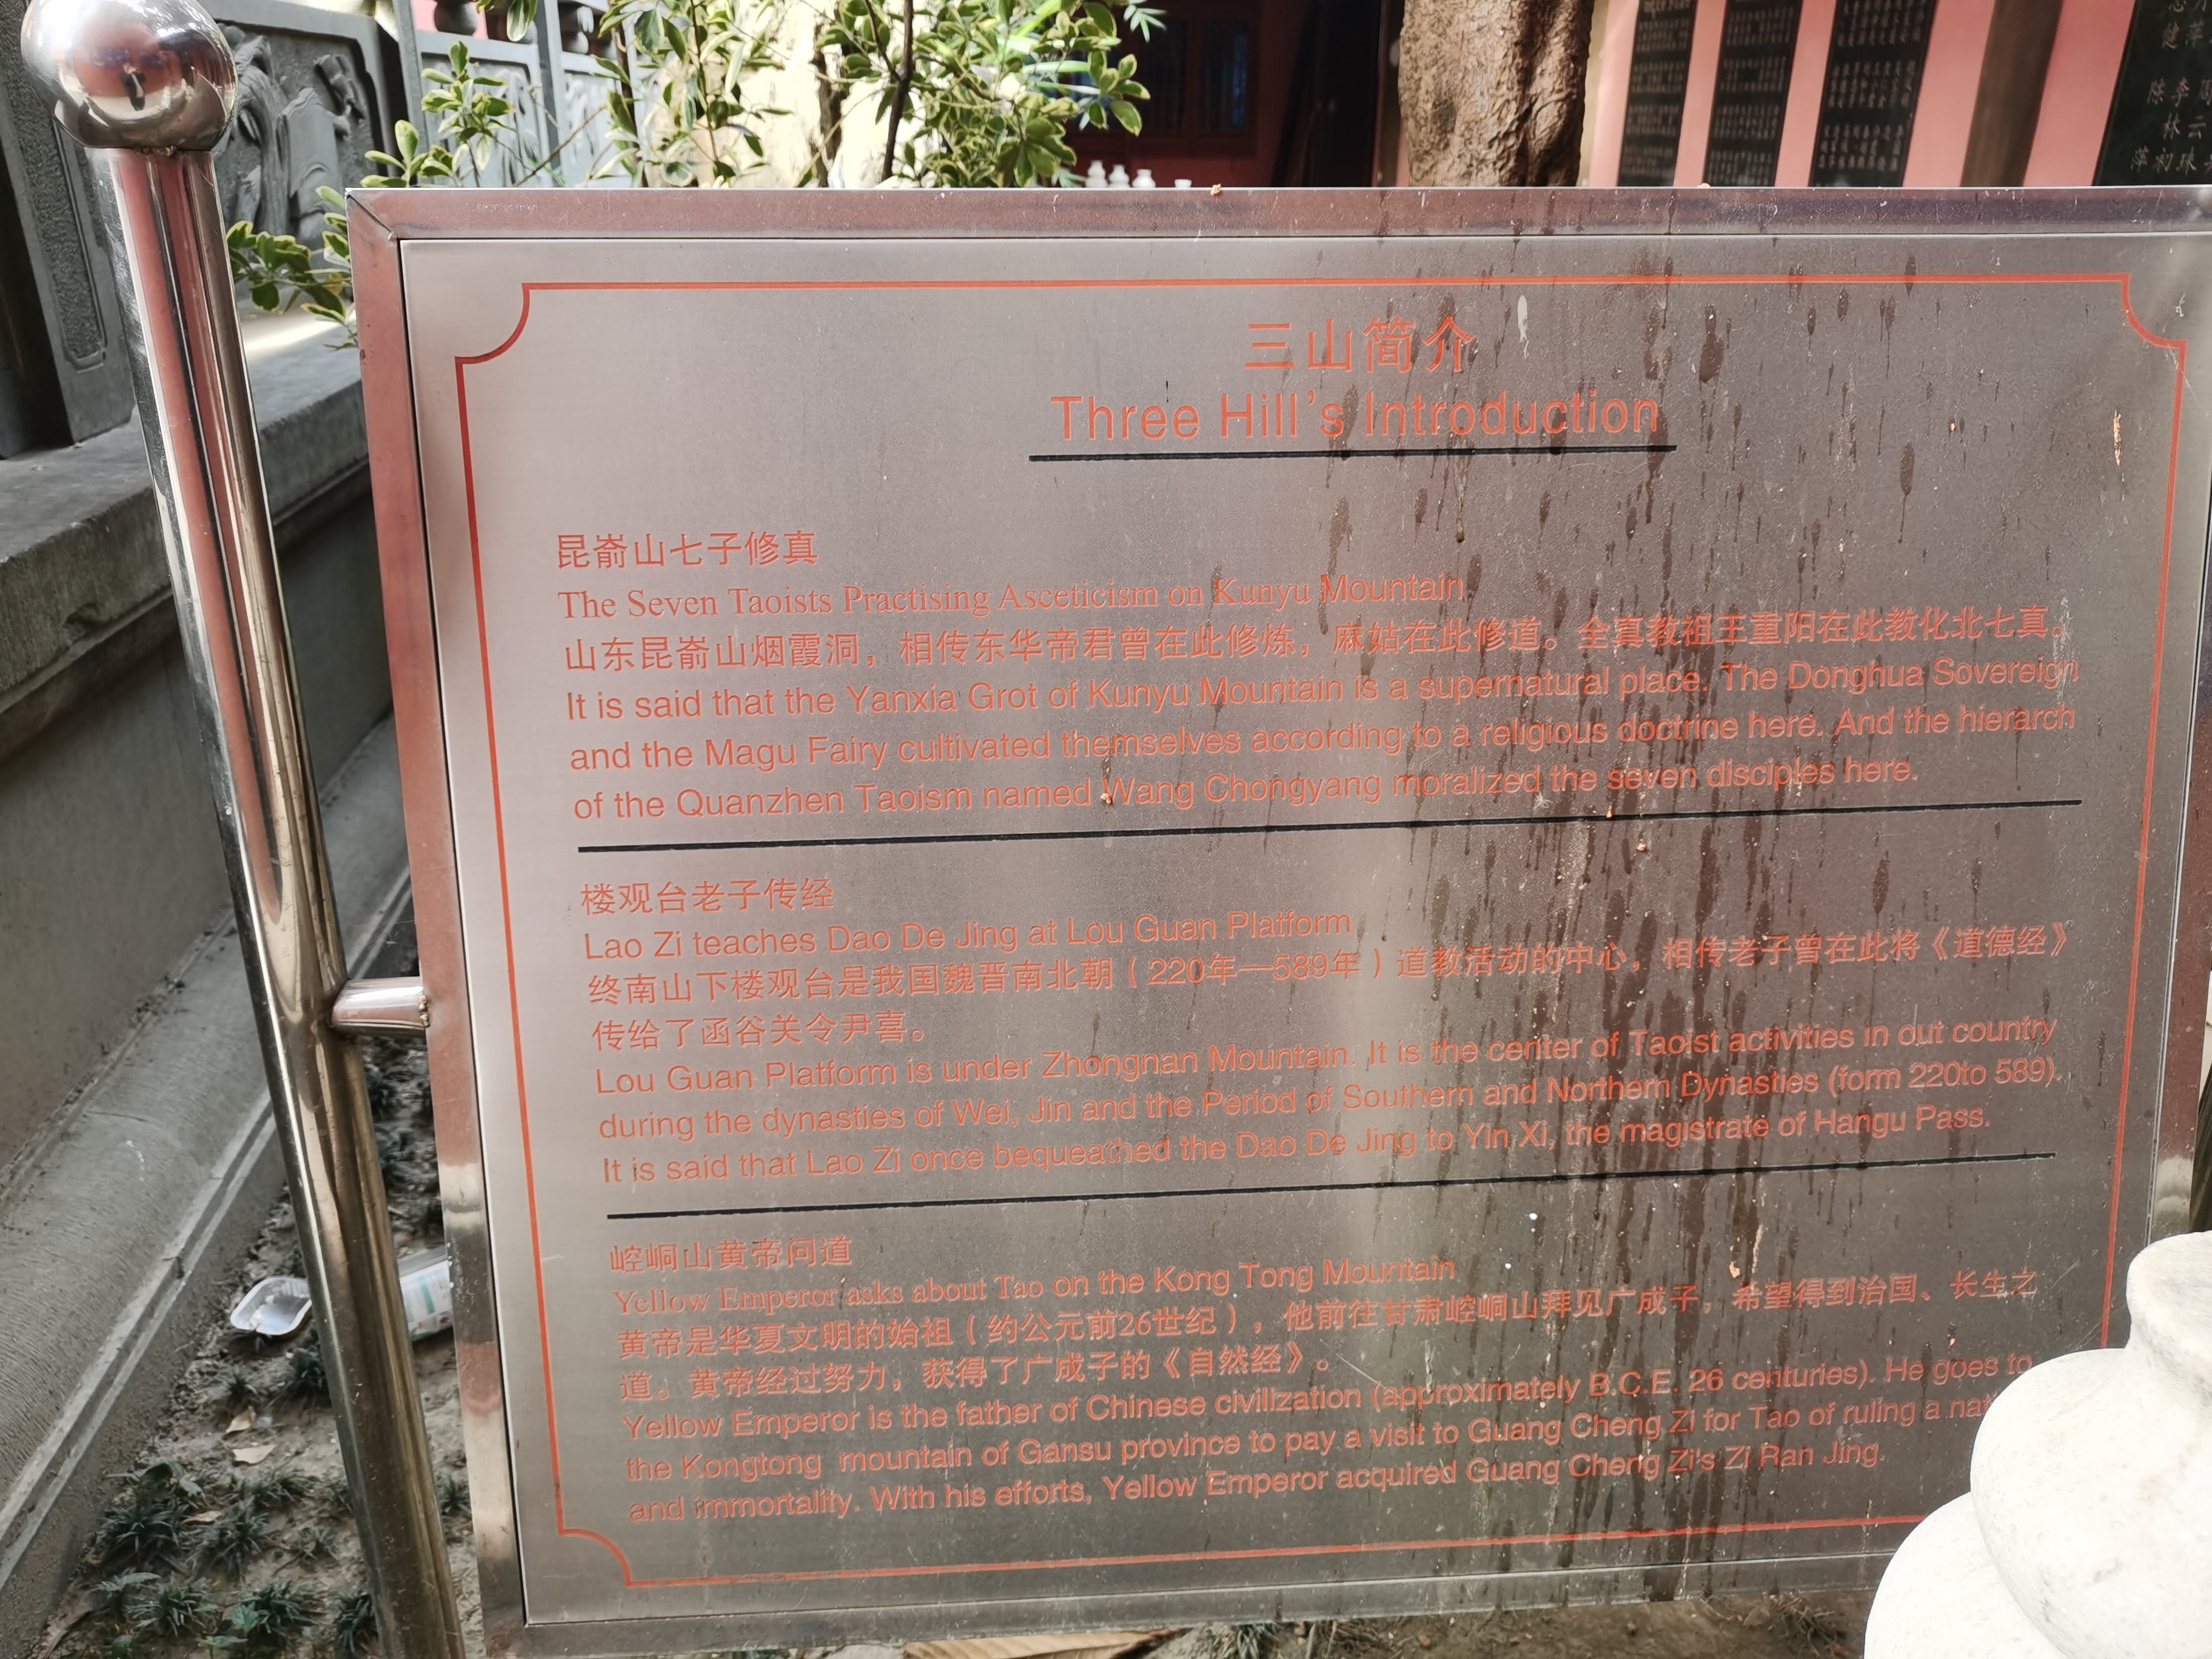 三山简介
Three Hill's Introduction
昆嵛山七子修真
The Seven Taoists Practising Asceticism on Kunyu Mountain
山东昆嵛山烟霞洞，相传东华帝君曾在此修炼，麻姑在此修道。全真教祖王重阳在此教化北七真。
It is said that the Yanxia Grot of Kunyu Mountain is a supernatural place. The Donghua Sovereign
and the Magu Fairy cultivated themselves according to a religious doctrine here. And the hierarch
of the Quanzhen Taoism named Wang Chongyang moralized the seven disciples here.
楼观台老子传经
Lao Zi teaches Dao De Jing at Lou Guan Platform
终南山下楼观台是我国魏晋南北朝（220年—589年）道教活动的中心，相传老子曾在此将《道德经》
传给了函谷关令尹喜。
Lou Guan Platform is under Zhongnan Mountain. It is the center of Taoist activities in out country
during the dynasties of Wei, Jin and the Period of Southern and Northern Dynasties (form 220to 589).
It is said that Lao Zi once bequeathed the Dao De Jing to Yin Xi, the magistrate of Hangu Pass.
崆峒山黄帝问道
Yellow Emperor asks about Tao on the Kong Tong Mountain
黄帝是华夏文明的始祖（约公元前26世纪），他前往甘肃崆峒山拜见广成子，希望得到治国、长生之
道。黄帝经过努力，获得了广成子的《自然经》。
Yellow Emperor is the father of Chinese civilization (approximately B.C.E. 26 centuries). He goes to
the Kongtong mountain of Gansu province to pay a visit to Guang Cheng Zi for Tao of ruling a
and immortality. With his efforts, Yellow Emperor acquired Guang Cheng Zi's Zi Ran Jing.